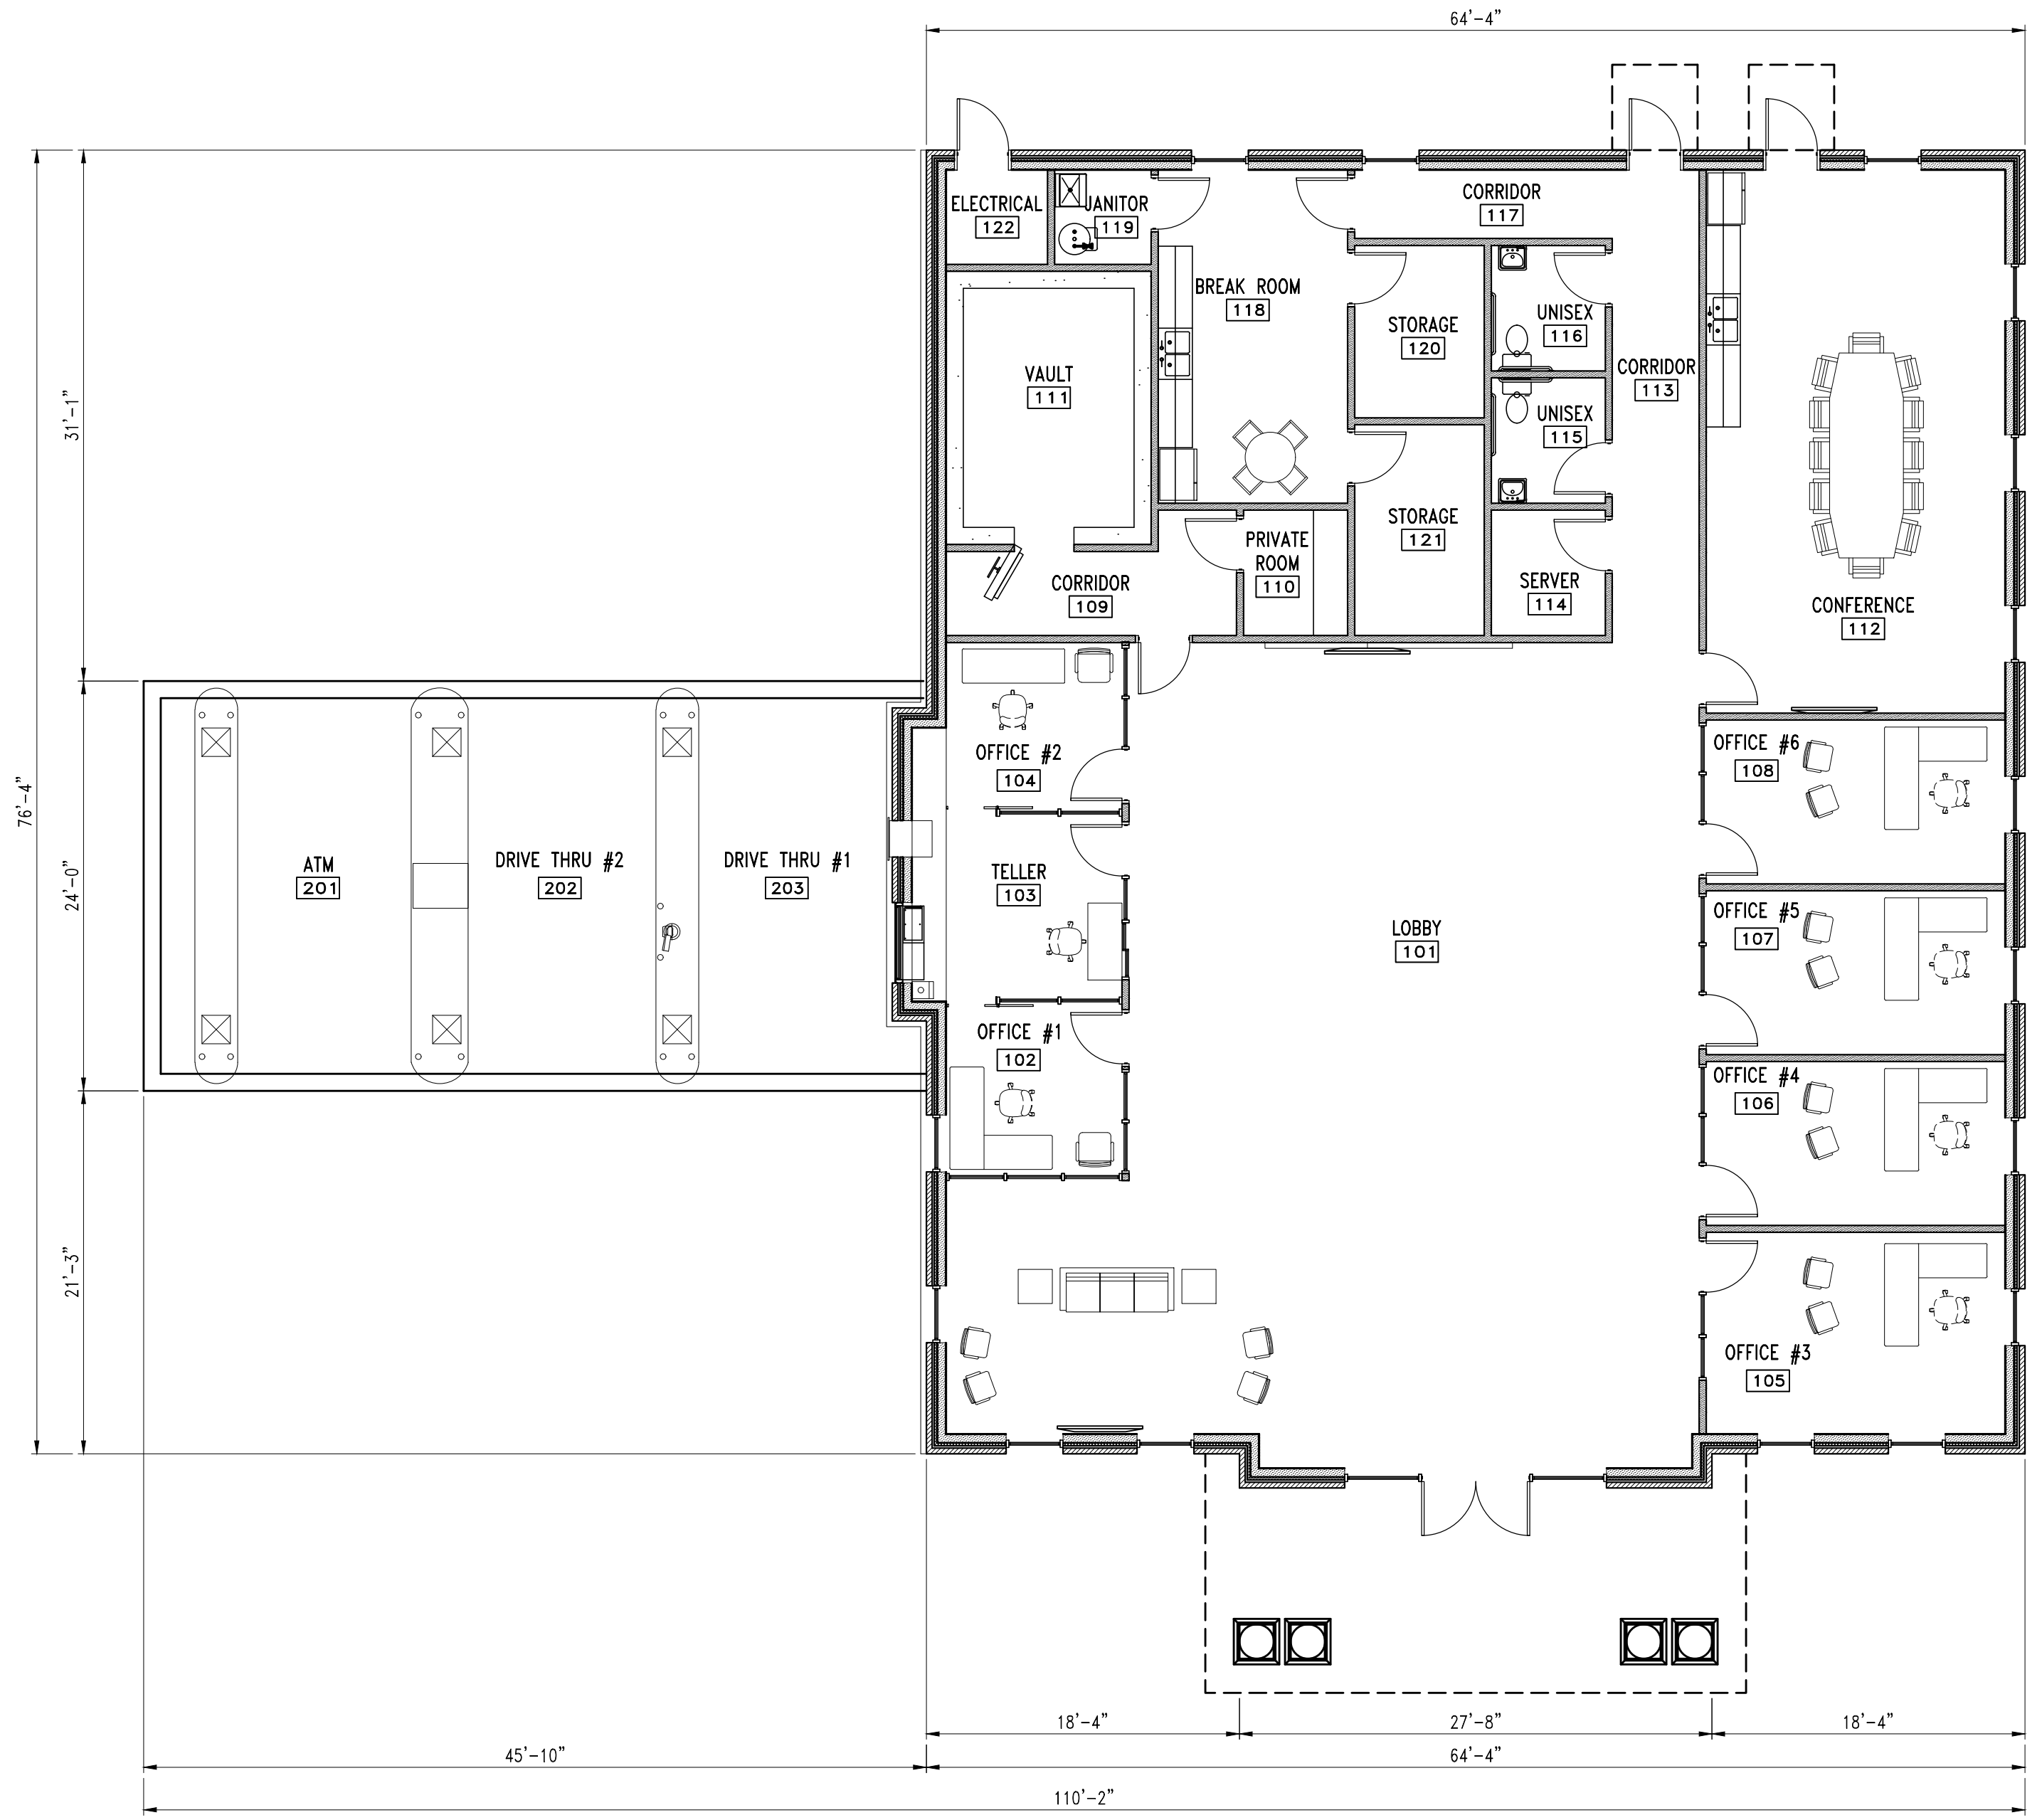 64'-4"
ELECTRICAL
122
JANITOR
119
CORRIDOR
117
BREAK ROOM
118
STORAGE
120
UNISEX
116
VAULT
111
CORRIDOR
113
UNISEX
115
31'-1"
STORAGE
121
PRIVATE
ROOM
110
SERVER
114
CORRIDOR
109
CONFERENCE
112
OFFICE #2
104
OFFICE #6
108
76'-4"
24'-0"
ATM
201
DRIVE THRU #2
202
DRIVE THRU #1
203
TELLER
103
LOBBY
101
OFFICE #5
107
OFFICE #1
102
OFFICE #4
106
21'-3"
OFFICE #3
105
18'-4"
27'-8"
18'-4"
45'-10"
64'-4"
110'-2"